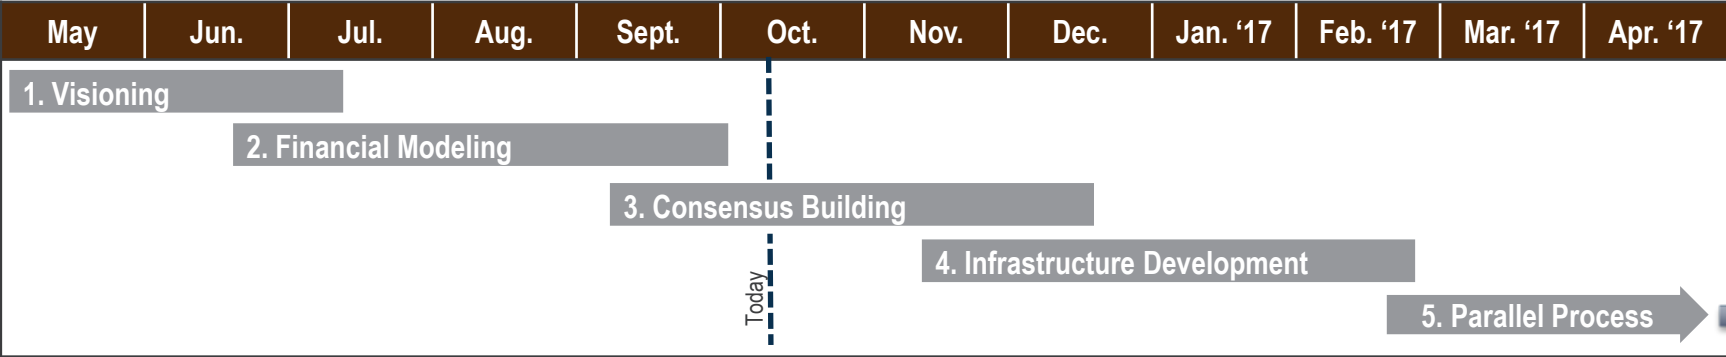 May Jun. Jul. Aug. Sept. Oct. Nov. Dec. Jan. ‘17 Feb. ‘17 Mar. ‘17 Apr. ‘17
1. Visioning
2. Financial Modeling
3. Consensus Building
4. Infrastructure Development
Today
5. Parallel Process